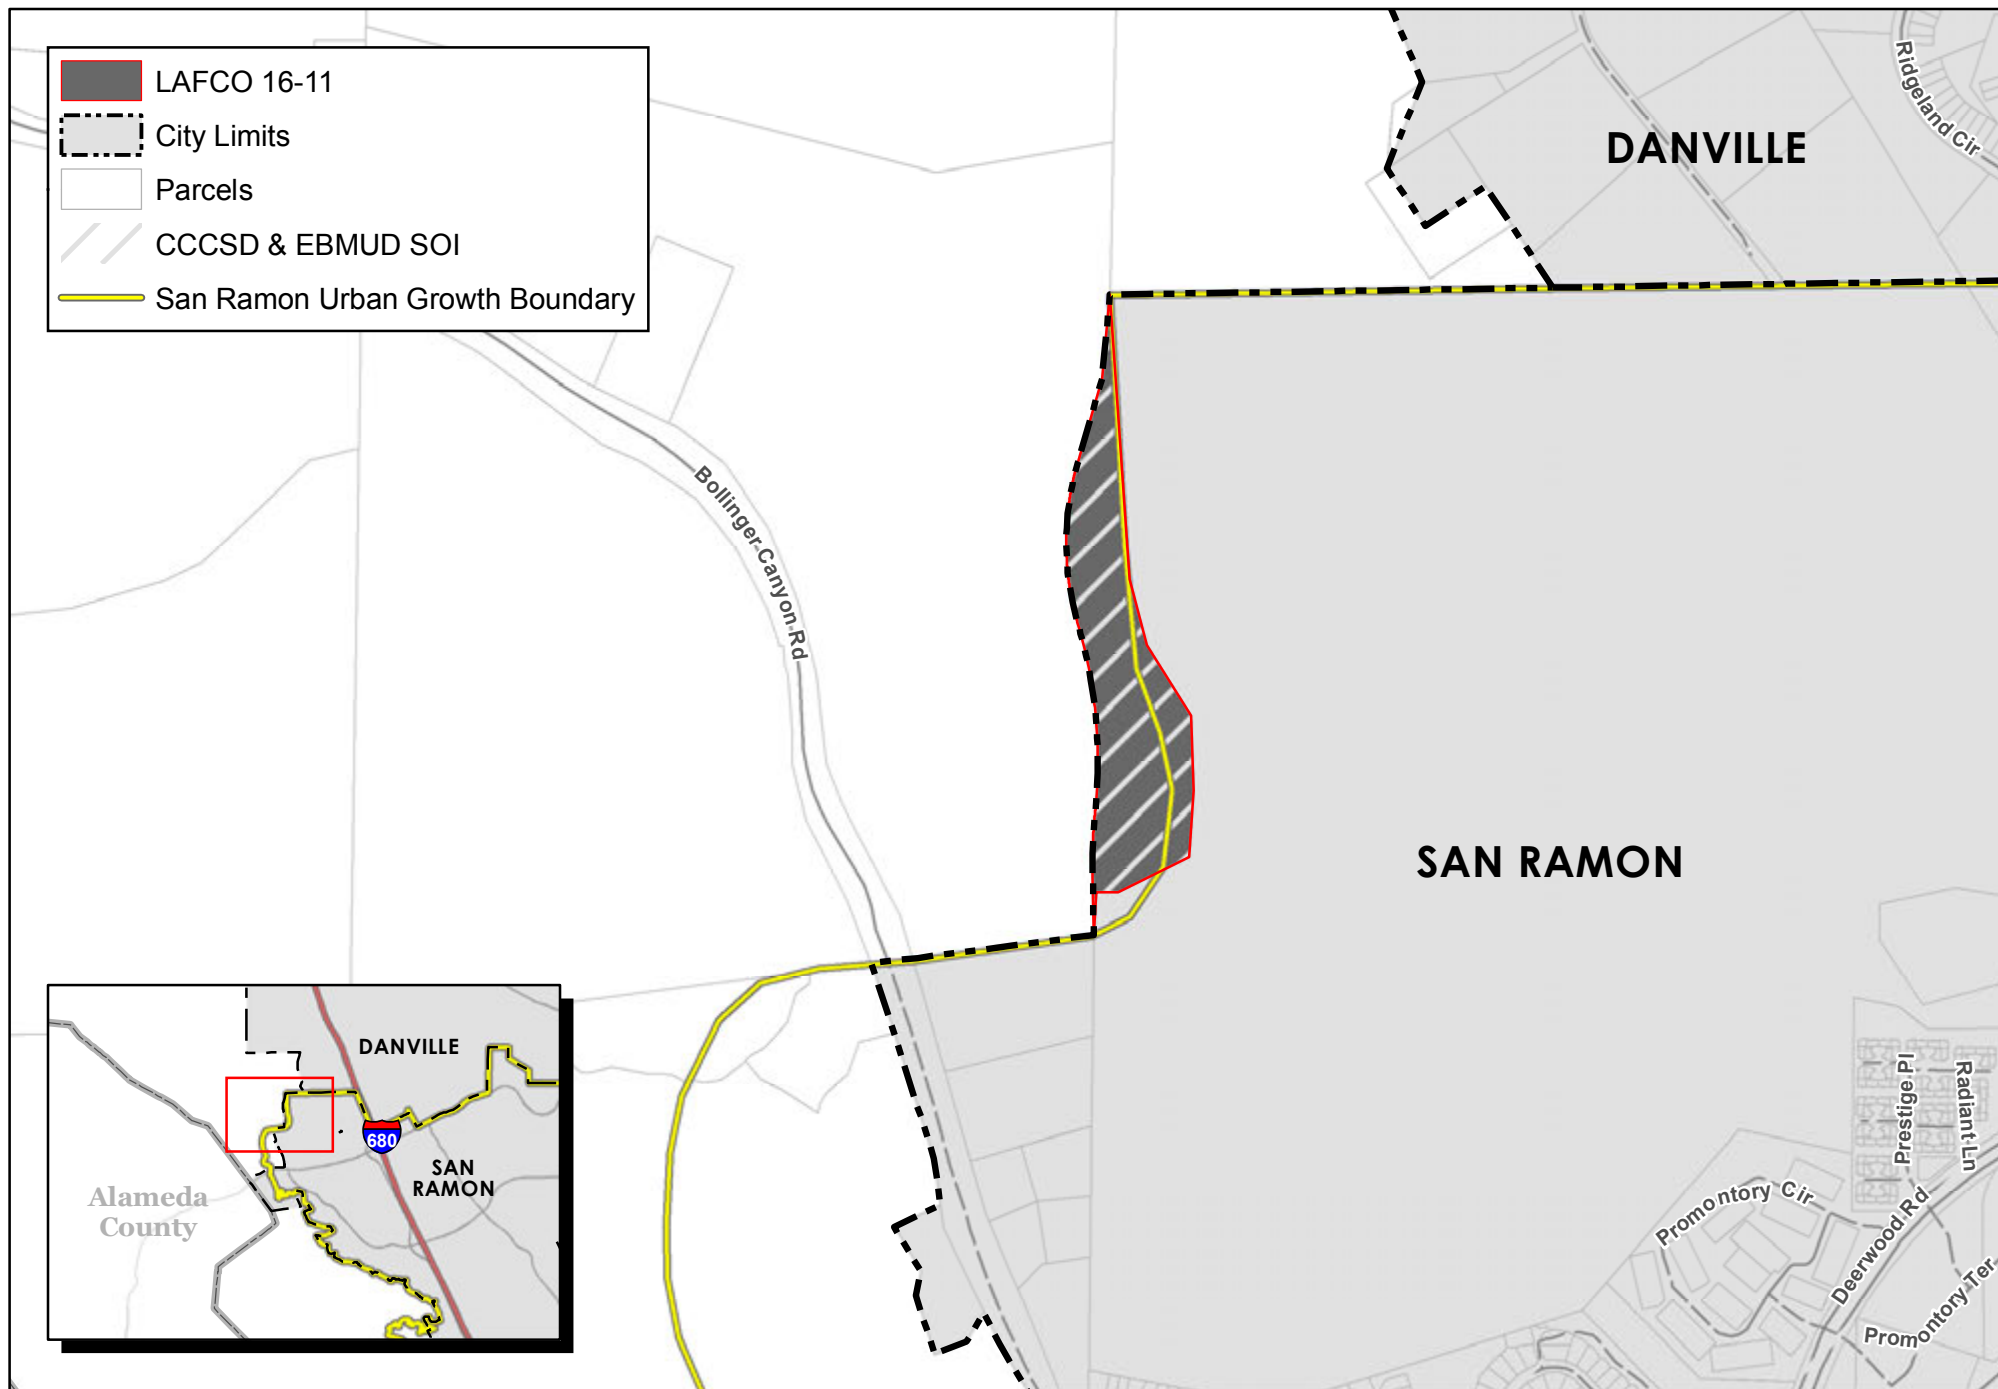 LAFCO 16-11
City Limits
Parcels
CCCSD & EBMUD SOI
San Ramon Urban Growth Boundary
DANVILLE
Ridgeland Cir
Bollinger Canyon Rd
SAN RAMON
Prestige Pl
Radiant Ln
Promontory Cir
Deerwood Rd
Promontory Ter
DANVILLE
680
SAN
RAMON
Alameda
County